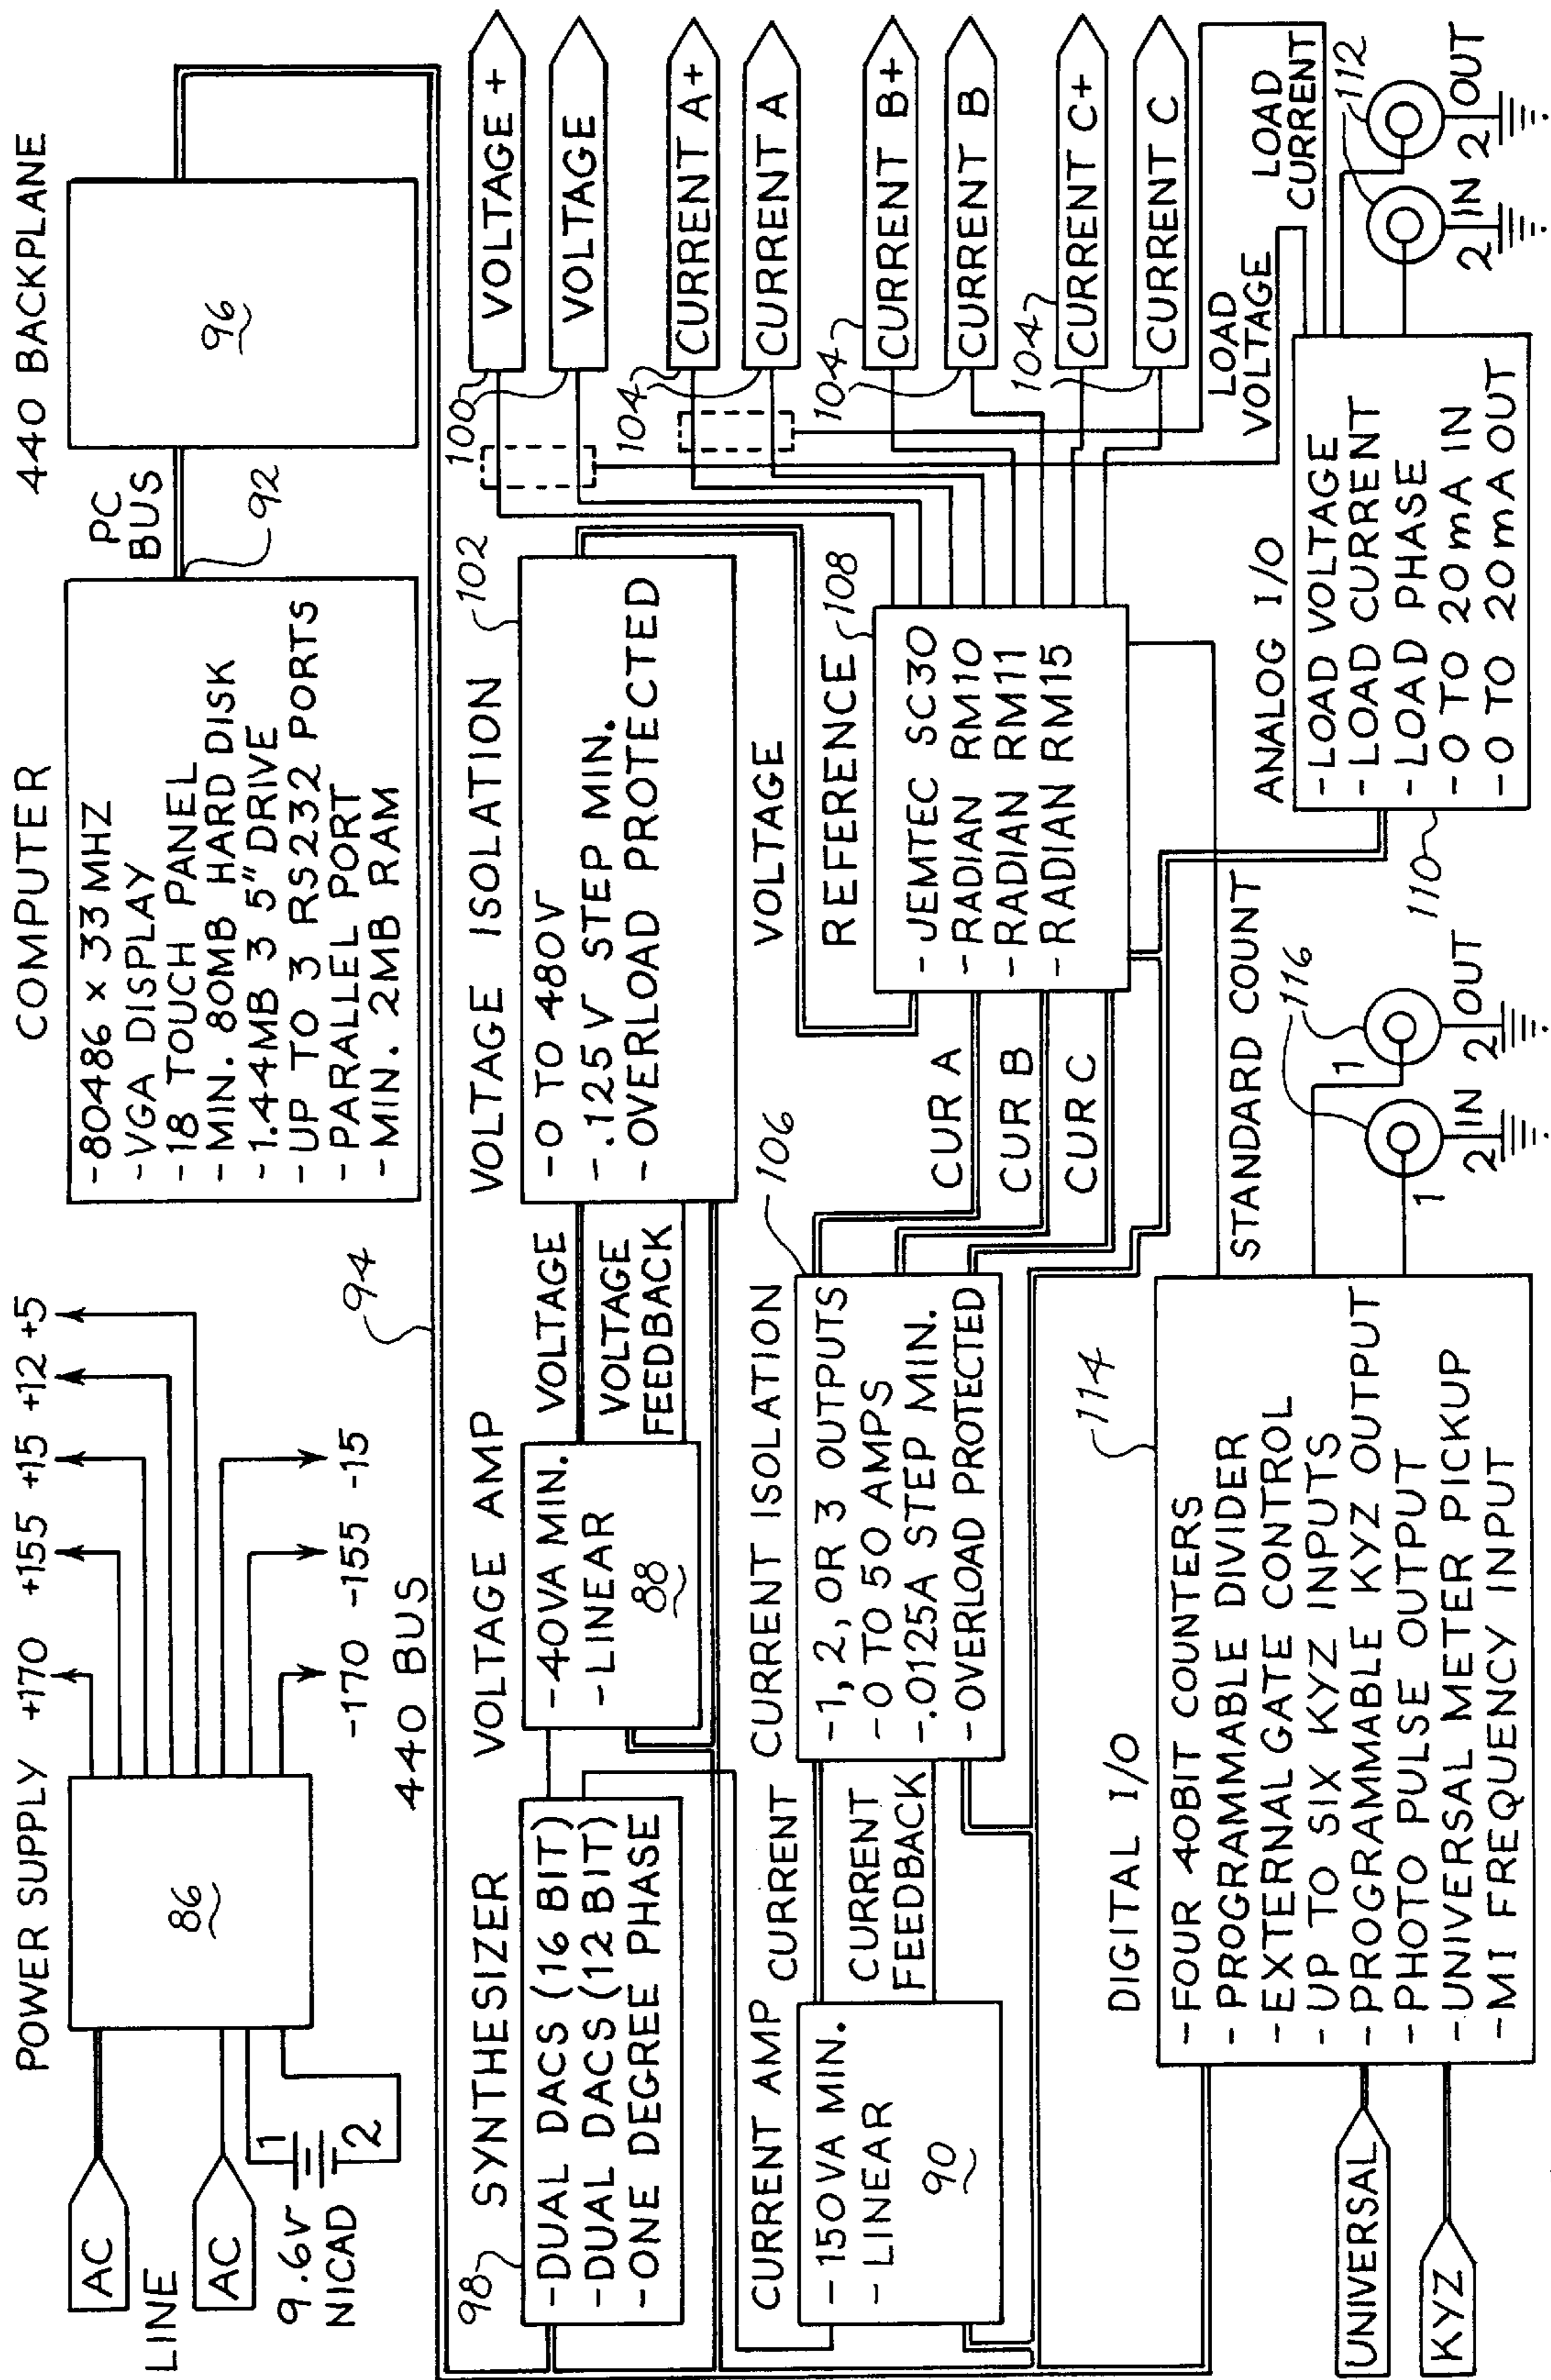 POWER SUPPLY
+170
+155
+15
+12
+5
86
AC
LINE
AC
9.6V
NICAD
1
2
-170
-155
-15
440 BUS
94
COMPUTER
-80486 x 33 MHZ
-VGA DISPLAY
-18 TOUCH PANEL
-MIN. 80MB HARD DISK
-1.44MB 3 5" DRIVE
-UP TO 3 RS232 PORTS
-PARALLEL PORT
-MIN. 2MB RAM
PC
BUS
92
440 BACKPLANE
96
98
SYNTHESIZER
-DUAL DACS (16 BIT)
-DUAL DACS (12 BIT)
-ONE DEGREE PHASE
VOLTAGE AMP
-40VA MIN.
-LINEAR
88
VOLTAGE
VOLTAGE
FEEDBACK
VOLTAGE ISOLATION
102
-0 TO 480V
-.125V STEP MIN.
-OVERLOAD PROTECTED
VOLTAGE
100
VOLTAGE +
VOLTAGE
104
CURRENT A+
CURRENT A
104
CURRENT B+
CURRENT B
104
CURRENT C+
CURRENT C
CURRENT AMP
-150VA MIN.
-LINEAR
90
CURRENT
CURRENT
FEEDBACK
CURRENT ISOLATION
106
-1, 2, OR 3 OUTPUTS
-0 TO 50 AMPS
-.0125A STEP MIN.
-OVERLOAD PROTECTED
CUR A
CUR B
CUR C
REFERENCE
108
-JEMTEC SC30
-RADIAN RM10
-RADIAN RM11
-RADIAN RM15
LOAD
VOLTAGE
LOAD
CURRENT
DIGITAL I/O
114
-FOUR 40BIT COUNTERS
-PROGRAMMABLE DIVIDER
-EXTERNAL GATE CONTROL
-UP TO SIX KYZ INPUTS
-PROGRAMMABLE KYZ OUTPUT
-PHOTO PULSE OUTPUT
-UNIVERSAL METER PICKUP
-MI FREQUENCY INPUT
UNIVERSAL
KYZ
STANDARD COUNT
116
1
1
2
IN
2
OUT
ANALOG I/O
110
-LOAD VOLTAGE
-LOAD CURRENT
-LOAD PHASE
-0 TO 20mA IN
-0 TO 20mA OUT
112
2
IN
2
OUT